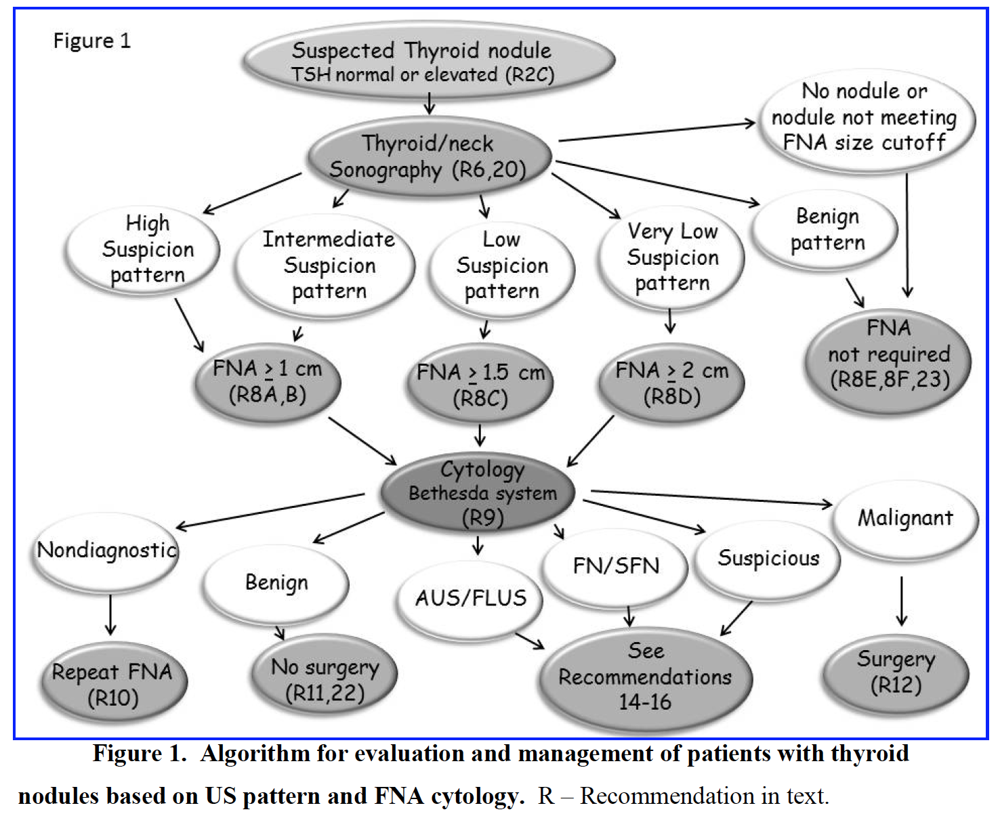 Figure 1
Suspected Thyroid nodule
TSH normal or elevated (R2C)
No nodule or
nodule not meeting
FNA size cutoff
Thyroid/neck
Sonography (R6,20)
High
Suspicion
pattern
Intermediate
Suspicion
pattern
Low
Suspicion
pattern
Very Low
Suspicion
pattern
Benign
pattern
FNA ≥ 1 cm
(R8A,B)
FNA ≥ 1.5 cm
(R8C)
FNA ≥ 2 cm
(R8D)
FNA
not required
(R8E,8F,23)
Cytology
Bethesda system
(R9)
Nondiagnostic
Benign
AUS/FLUS
FN/SFN
Suspicious
Malignant
Repeat FNA
(R10)
No surgery
(R11,22)
See
Recommendations
14-16
Surgery
(R12)
Figure 1.  Algorithm for evaluation and management of patients with thyroid
nodules based on US pattern and FNA cytology.  R – Recommendation in text.